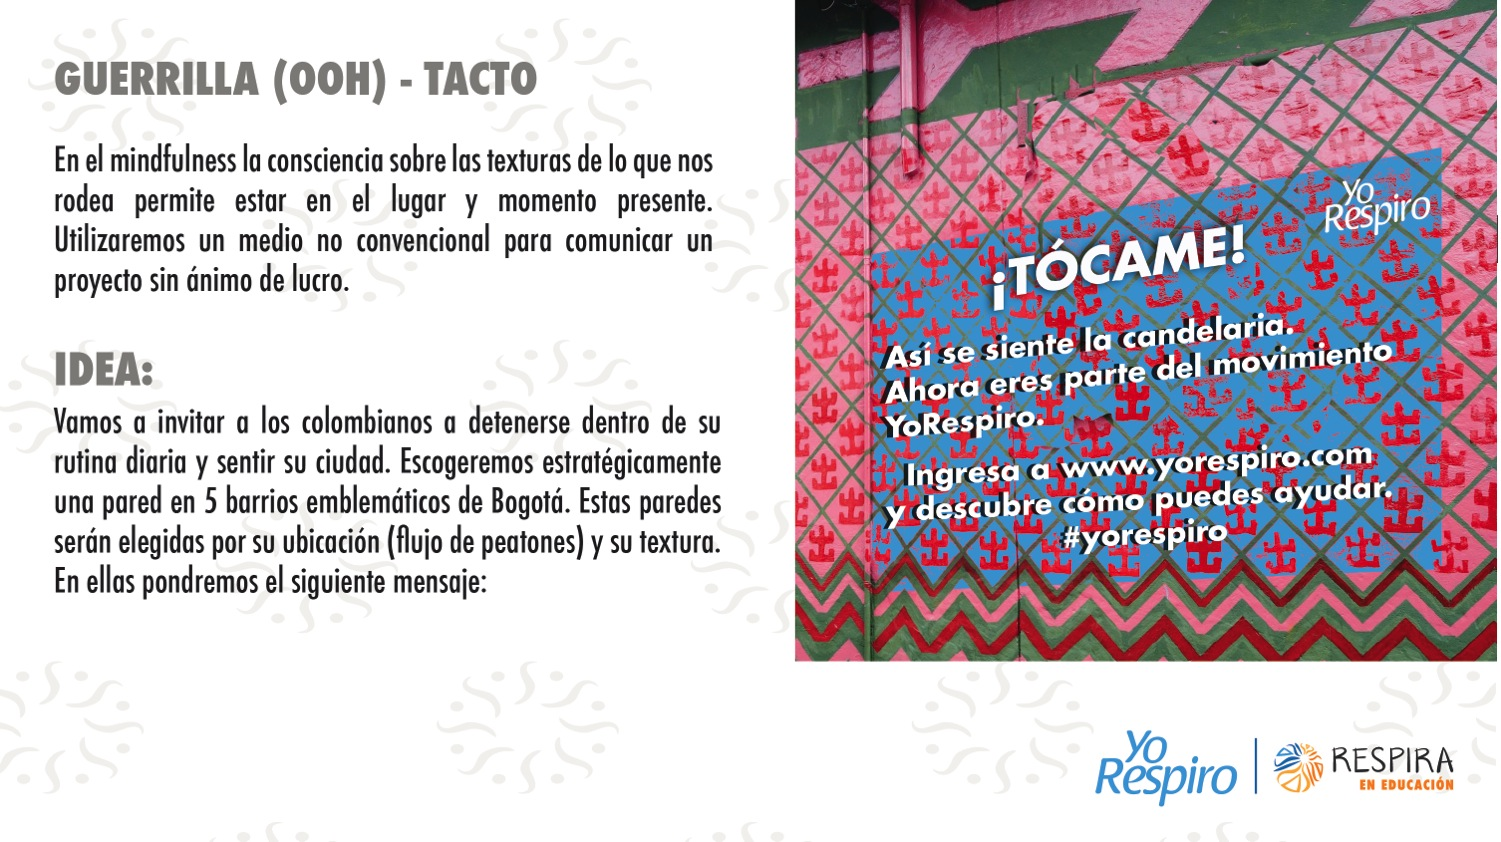 GUERRILLA (OOH) - TACTO
En el mindfulness la consciencia sobre las texturas de lo que nos
rodea permite estar en el lugar y momento presente.
Utilizaremos un medio no convencional para comunicar un
proyecto sin ánimo de lucro.
IDEA:
Vamos a invitar a los colombianos a detenerse dentro de su
rutina diaria y sentir su ciudad. Escogeremos estratégicamente
una pared en 5 barrios emblemáticos de Bogotá. Estas paredes
serán elegidas por su ubicación (flujo de peatones) y su textura.
En ellas pondremos el siguiente mensaje:
Yo
Respiro
¡TÓCAME!
Así se siente la candelaria.
Ahora eres parte del movimiento
YoRespiro.
Ingresa a www.yorespiro.com
y descubre cómo puedes ayudar.
#yorespiro
Yo
Respiro
RESPIRA
EN EDUCACIÓN